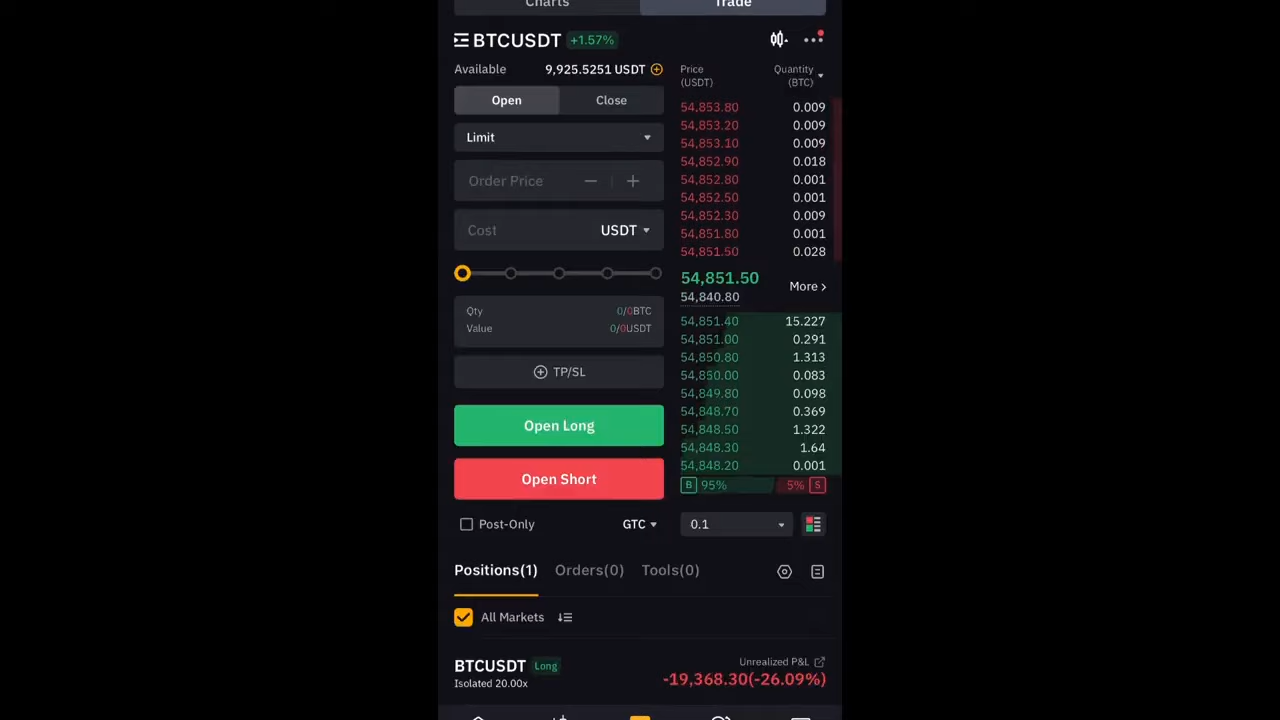 Charts Trade
BTCUSDT +1.57%
Available 9,925.5251 USDT
Open Close
Limit
Order Price
Cost USDT
Qty 0/0BTC
Value 0/0USDT
TP/SL
Open Long
Open Short
Post-Only GTC
Price Quantity
(USDT) (BTC)
54,853.80 0.009
54,853.20 0.009
54,853.10 0.009
54,852.90 0.018
54,852.80 0.001
54,852.50 0.001
54,852.30 0.009
54,851.80 0.001
54,851.50 0.028
54,851.50
54,840.80
More
54,851.40 15.227
54,851.00 0.291
54,850.80 1.313
54,850.00 0.083
54,849.80 0.098
54,848.70 0.369
54,848.50 1.322
54,848.30 1.64
54,848.20 0.001
B 95% 5% S
0.1
Positions(1) Orders(0) Tools(0)
All Markets
BTCUSDT Long
Isolated 20.00x
Unrealized P&L
-19,368.30(-26.09%)